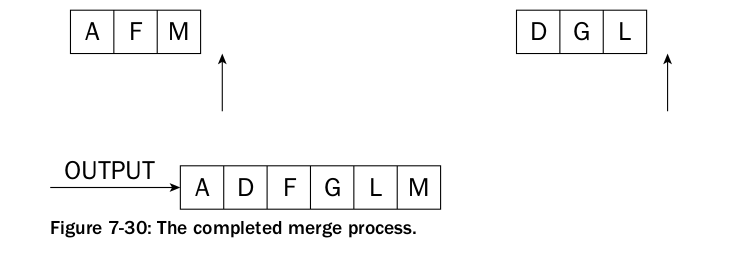 A F M
D G L
OUTPUT
A D F G L M
Figure 7-30: The completed merge process.